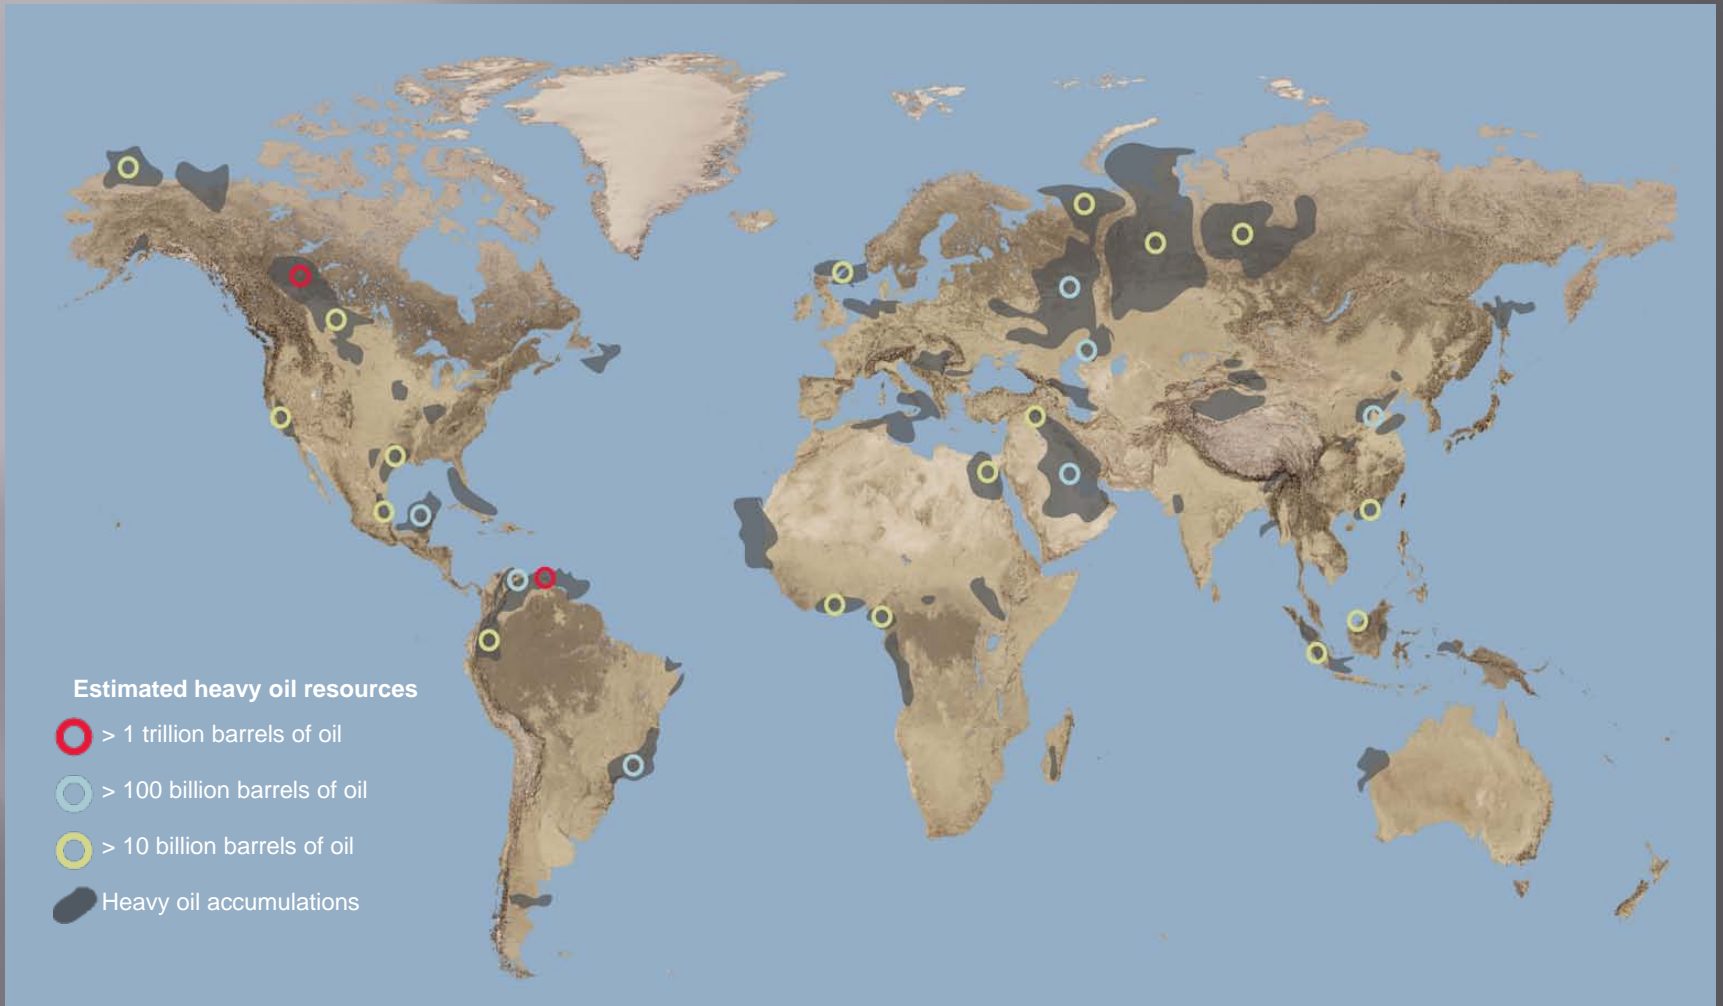 Estimated heavy oil resources
> 1 trillion barrels of oil
> 100 billion barrels of oil
> 10 billion barrels of oil
Heavy oil accumulations